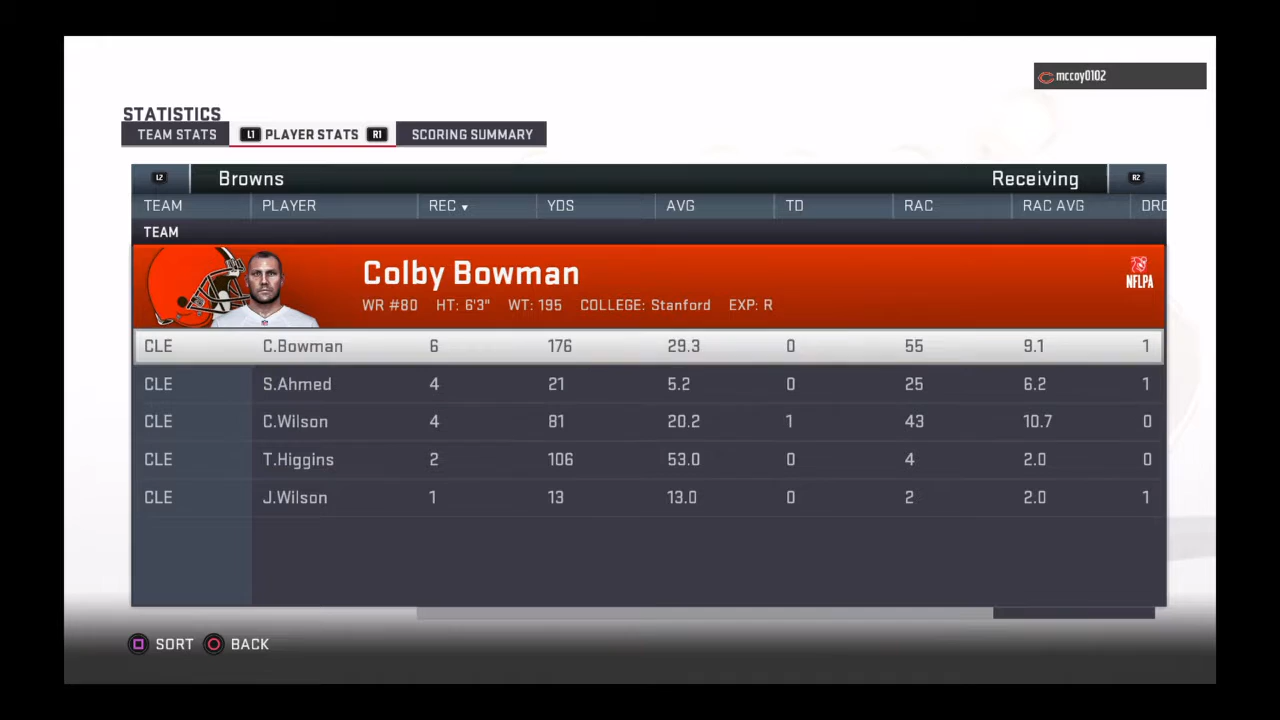 mccoy0102
STATISTICS
TEAM STATS L1 PLAYER STATS R1 SCORING SUMMARY
L2 Browns Receiving R2
TEAM PLAYER REC YDS AVG TD RAC RAC AVG DRO
TEAM
Colby Bowman
WR #80 HT: 6'3" WT: 195 COLLEGE: Stanford EXP: R
NFLPA
CLE C.Bowman 6 176 29.3 0 55 9.1 1
CLE S.Ahmed 4 21 5.2 0 25 6.2 1
CLE C.Wilson 4 81 20.2 1 43 10.7 0
CLE T.Higgins 2 106 53.0 0 4 2.0 0
CLE J.Wilson 1 13 13.0 0 2 2.0 1
SORT BACK